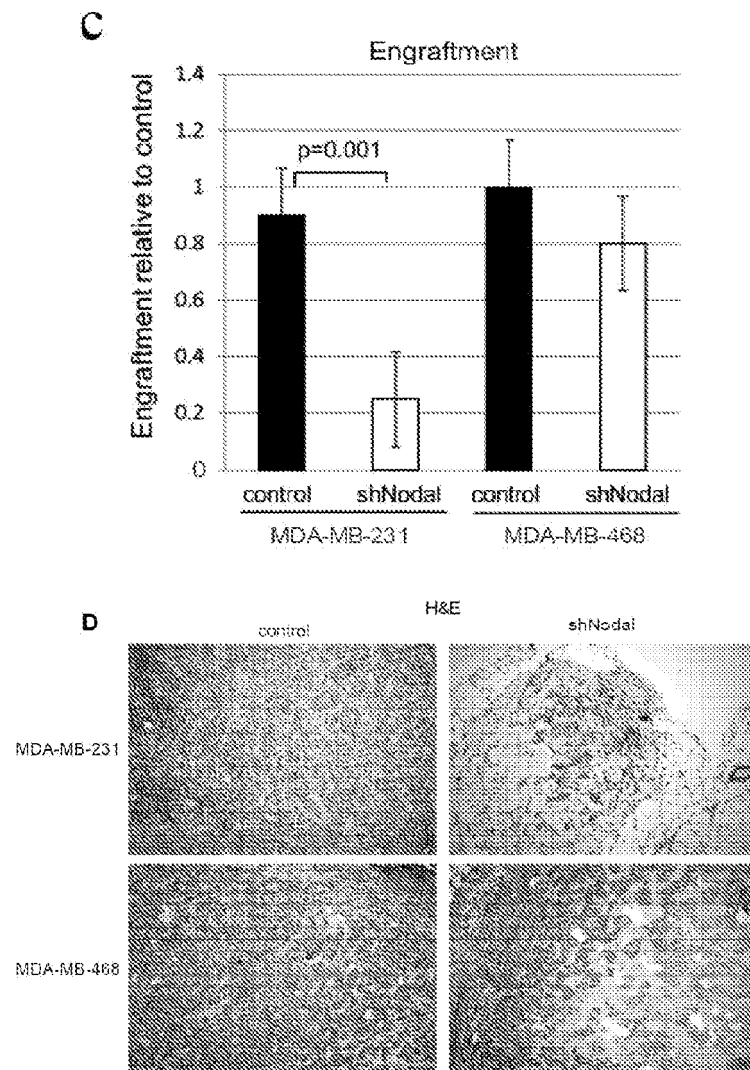 C
Engraftment
Engraftment relative to control
1.4
1.2
1
0.8
0.6
0.4
0.2
0
p=0.001
control shNodal control shNodal
MDA-MB-231 MDA-MB-468
D
H&E
control shNodal
MDA-MB-231
MDA-MB-468